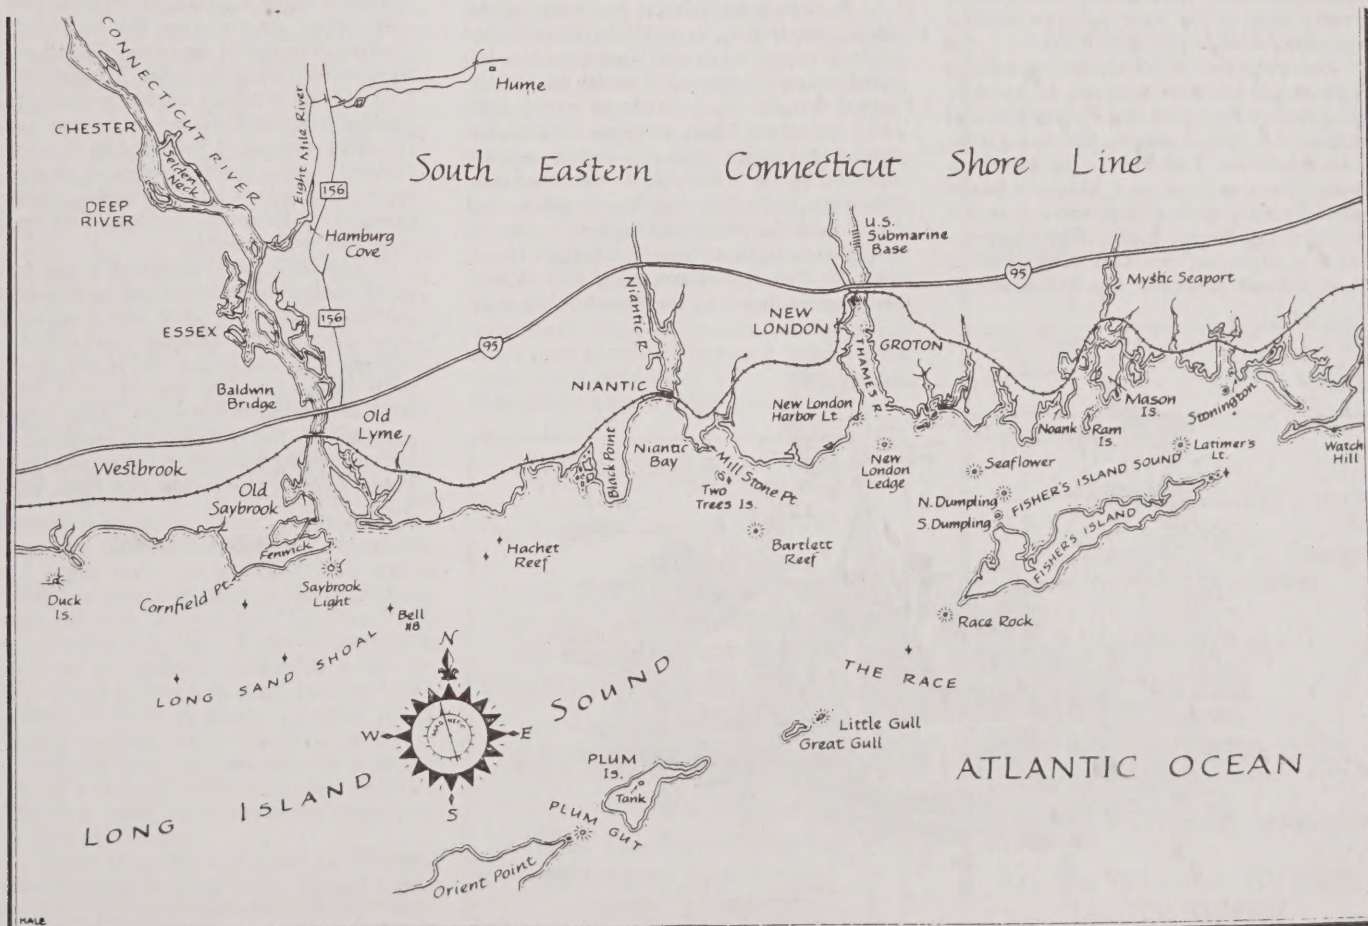 CONNECTICUT RIVER
Hume
CHESTER
Selden
Neck
Eight Mile River
South Eastern Connecticut Shore Line
156
DEEP
RIVER
Hamburg
Cove
U.S.
Submarine
Base
95
Mystic Seaport
Niantic R.
ESSEX
156
NEW
LONDON
THAMES R.
GROTON
95
Baldwin
Bridge
NIANTIC
New London
Harbor Lt.
Mason
Is.
Stonington
Old
Lyme
Noank
Ram
Is.
Westbrook
Black Point
Niantic
Bay
Mill Stone Pt
New
London
Ledge
Latimer's
Lt.
Watch
Hill
Seaflower
Old
Saybrook
Two
Trees Is.
N. Dumpling
S. Dumpling
FISHER'S ISLAND SOUND
FISHER'S ISLAND
Fenwick
Hachet
Reef
Bartlett
Reef
Duck
Is.
Cornfield Pt.
Saybrook
Light
Bell
#8
Race Rock
LONG SAND SHOAL
N
MAGNETIC
W
E
S
THE RACE
LONG ISLAND SOUND
Little Gull
Great Gull
PLUM
Is.
Tank
ATLANTIC OCEAN
PLUM GUT
Orient Point
HALE